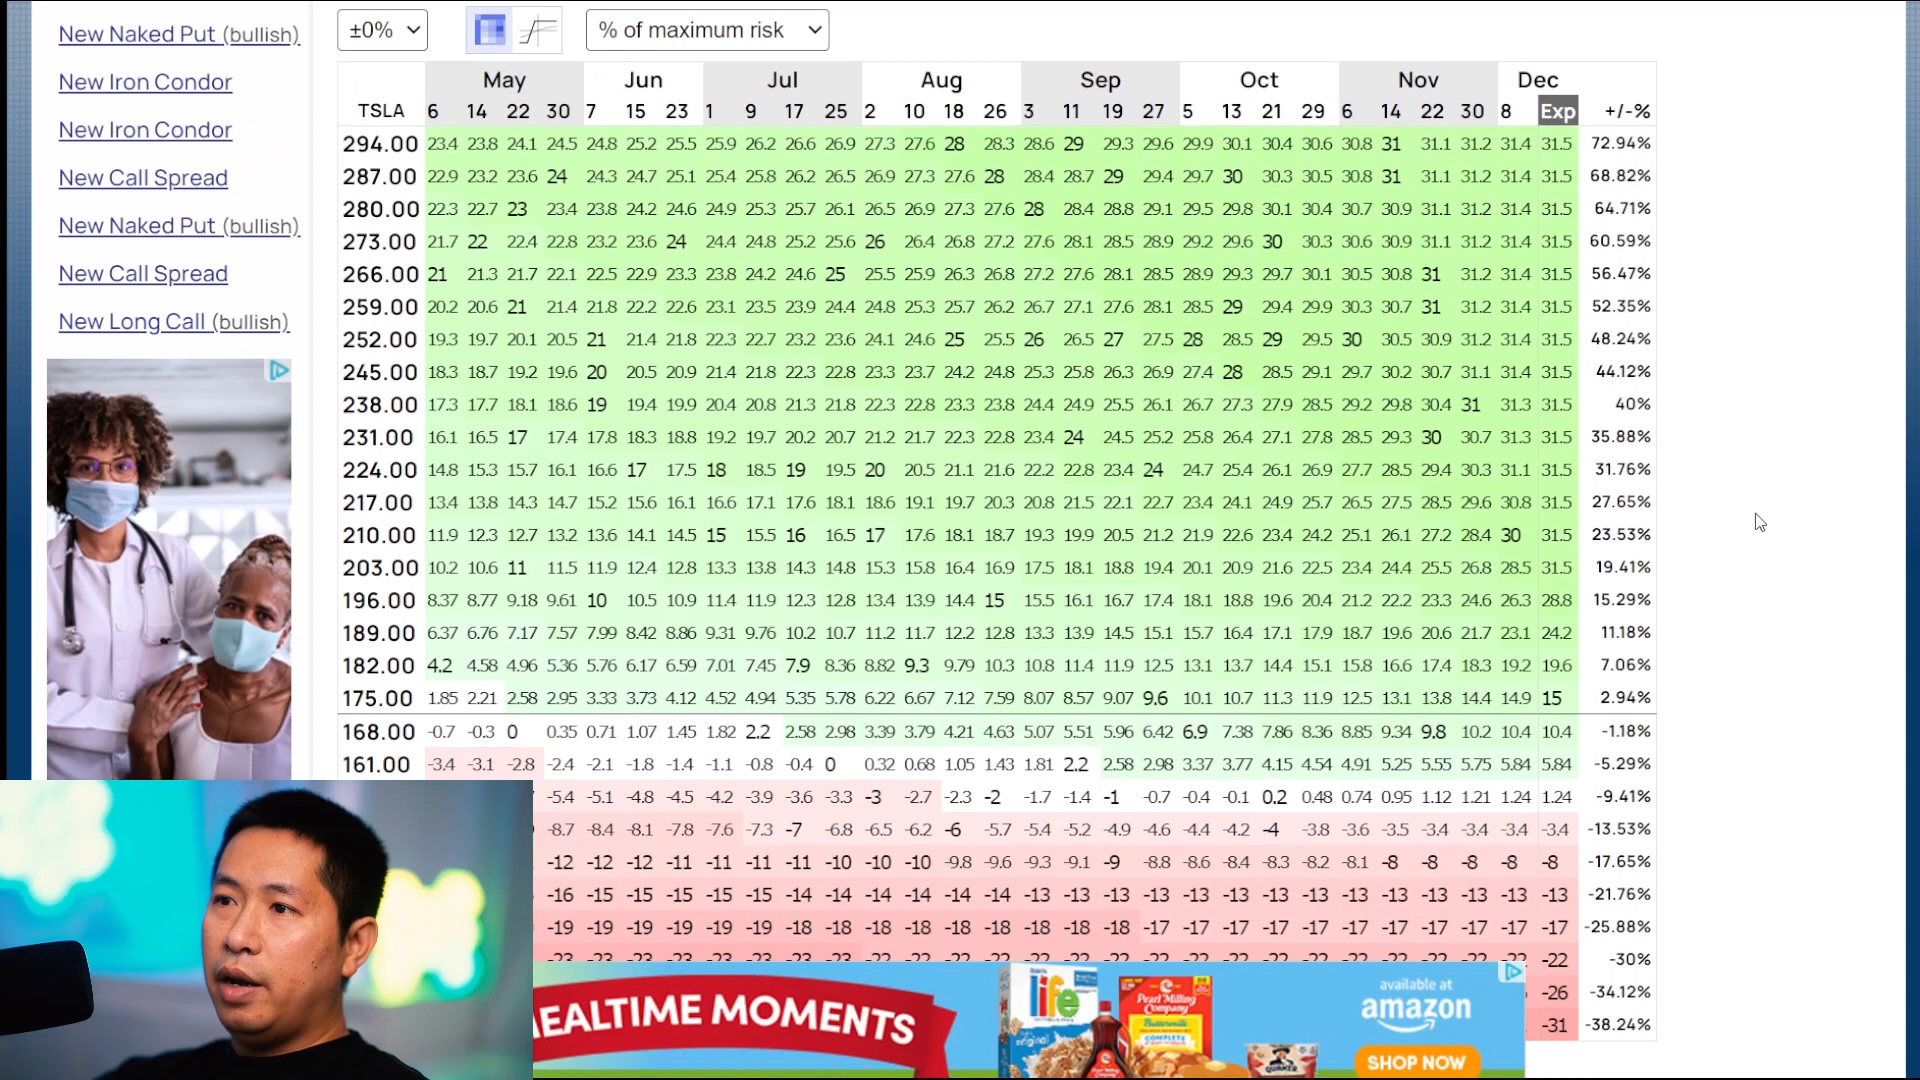 New Naked Put (bullish)
New Iron Condor
New Iron Condor
New Call Spread
New Naked Put (bullish)
New Call Spread
New Long Call (bullish)
±0%
% of maximum risk
May Jun Jul Aug Sep Oct Nov Dec
TSLA 6 14 22 30 7 15 23 1 9 17 25 2 10 18 26 3 11 19 27 5 13 21 29 6 14 22 30 8 Exp +/-%
294.00 23.4 23.8 24.1 24.5 24.8 25.2 25.5 25.9 26.2 26.6 26.9 27.3 27.6 28 28.3 28.6 29 29.3 29.6 29.9 30.1 30.4 30.6 30.8 31 31.1 31.2 31.4 31.5 72.94%
287.00 22.9 23.2 23.6 24 24.3 24.7 25.1 25.4 25.8 26.2 26.5 26.9 27.3 27.6 28 28.4 28.7 29 29.4 29.7 30 30.3 30.5 30.8 31 31.1 31.2 31.4 31.5 68.82%
280.00 22.3 22.7 23 23.4 23.8 24.2 24.6 24.9 25.3 25.7 26.1 26.5 26.9 27.3 27.6 28 28.4 28.8 29.1 29.5 29.8 30.1 30.4 30.7 30.9 31.1 31.2 31.4 31.5 64.71%
273.00 21.7 22 22.4 22.8 23.2 23.6 24 24.4 24.8 25.2 25.6 26 26.4 26.8 27.2 27.6 28.1 28.5 28.9 29.2 29.6 30 30.3 30.6 30.9 31.1 31.2 31.4 31.5 60.59%
266.00 21 21.3 21.7 22.1 22.5 22.9 23.3 23.8 24.2 24.6 25 25.5 25.9 26.3 26.8 27.2 27.6 28.1 28.5 28.9 29.3 29.7 30.1 30.5 30.8 31 31.2 31.4 31.5 56.47%
259.00 20.2 20.6 21 21.4 21.8 22.2 22.6 23.1 23.5 23.9 24.4 24.8 25.3 25.7 26.2 26.7 27.1 27.6 28.1 28.5 29 29.4 29.9 30.3 30.7 31 31.2 31.4 31.5 52.35%
252.00 19.3 19.7 20.1 20.5 21 21.4 21.8 22.3 22.7 23.2 23.6 24.1 24.6 25 25.5 26 26.5 27 27.5 28 28.5 29 29.5 30 30.5 30.9 31.2 31.4 31.5 48.24%
245.00 18.3 18.7 19.2 19.6 20 20.5 20.9 21.4 21.8 22.3 22.8 23.3 23.7 24.2 24.8 25.3 25.8 26.3 26.9 27.4 28 28.5 29.1 29.7 30.2 30.7 31.1 31.4 31.5 44.12%
238.00 17.3 17.7 18.1 18.6 19 19.4 19.9 20.4 20.8 21.3 21.8 22.3 22.8 23.3 23.8 24.4 24.9 25.5 26.1 26.7 27.3 27.9 28.5 29.2 29.8 30.4 31 31.3 31.5 40%
231.00 16.1 16.5 17 17.4 17.8 18.3 18.8 19.2 19.7 20.2 20.7 21.2 21.7 22.3 22.8 23.4 24 24.5 25.2 25.8 26.4 27.1 27.8 28.5 29.3 30 30.7 31.3 31.5 35.88%
224.00 14.8 15.3 15.7 16.1 16.6 17 17.5 18 18.5 19 19.5 20 20.5 21.1 21.6 22.2 22.8 23.4 24 24.7 25.4 26.1 26.9 27.7 28.5 29.4 30.3 31.1 31.5 31.76%
217.00 13.4 13.8 14.3 14.7 15.2 15.6 16.1 16.6 17.1 17.6 18.1 18.6 19.1 19.7 20.3 20.8 21.5 22.1 22.7 23.4 24.1 24.9 25.7 26.5 27.5 28.5 29.6 30.8 31.5 27.65%
210.00 11.9 12.3 12.7 13.2 13.6 14.1 14.5 15 15.5 16 16.5 17 17.6 18.1 18.7 19.3 19.9 20.5 21.2 21.9 22.6 23.4 24.2 25.1 26.1 27.2 28.4 30 31.5 23.53%
203.00 10.2 10.6 11 11.5 11.9 12.4 12.8 13.3 13.8 14.3 14.8 15.3 15.8 16.4 16.9 17.5 18.1 18.8 19.4 20.1 20.9 21.6 22.5 23.4 24.4 25.5 26.8 28.5 31.5 19.41%
196.00 8.37 8.77 9.18 9.61 10 10.5 10.9 11.4 11.9 12.3 12.8 13.4 13.9 14.4 15 15.5 16.1 16.7 17.4 18.1 18.8 19.6 20.4 21.2 22.2 23.3 24.6 26.3 28.8 15.29%
189.00 6.37 6.76 7.17 7.57 7.99 8.42 8.86 9.31 9.76 10.2 10.7 11.2 11.7 12.2 12.8 13.3 13.9 14.5 15.1 15.7 16.4 17.1 17.9 18.7 19.6 20.6 21.7 23.1 24.2 11.18%
182.00 4.2 4.58 4.96 5.36 5.76 6.17 6.59 7.01 7.45 7.9 8.36 8.82 9.3 9.79 10.3 10.8 11.4 11.9 12.5 13.1 13.7 14.4 15.1 15.8 16.6 17.4 18.3 19.2 19.6 7.06%
175.00 1.85 2.21 2.58 2.95 3.33 3.73 4.12 4.52 4.94 5.35 5.78 6.22 6.67 7.12 7.59 8.07 8.57 9.07 9.6 10.1 10.7 11.3 11.9 12.5 13.1 13.8 14.4 14.9 15 2.94%
168.00 -0.7 -0.3 0 0.35 0.71 1.07 1.45 1.82 2.2 2.58 2.98 3.39 3.79 4.21 4.63 5.07 5.51 5.96 6.42 6.9 7.38 7.86 8.36 8.85 9.34 9.8 10.2 10.4 10.4 -1.18%
161.00 -3.4 -3.1 -2.8 -2.4 -2.1 -1.8 -1.4 -1.1 -0.8 -0.4 0 0.32 0.68 1.05 1.43 1.81 2.2 2.58 2.98 3.37 3.77 4.15 4.54 4.91 5.25 5.55 5.75 5.84 5.84 -5.29%
-5.4 -5.1 -4.8 -4.5 -4.2 -3.9 -3.6 -3.3 -3 -2.7 -2.3 -2 -1.7 -1.4 -1 -0.7 -0.4 -0.1 0.2 0.48 0.74 0.95 1.12 1.21 1.24 1.24 -9.41%
-8.7 -8.4 -8.1 -7.8 -7.6 -7.3 -7 -6.8 -6.5 -6.2 -6 -5.7 -5.4 -5.2 -4.9 -4.6 -4.4 -4.2 -4 -3.8 -3.6 -3.5 -3.4 -3.4 -3.4 -3.4 -13.53%
-12 -12 -12 -11 -11 -11 -11 -10 -10 -10 -9.8 -9.6 -9.3 -9.1 -9 -8.8 -8.6 -8.4 -8.3 -8.2 -8.1 -8 -8 -8 -8 -8 -17.65%
-16 -15 -15 -15 -15 -15 -14 -14 -14 -14 -14 -14 -13 -13 -13 -13 -13 -13 -13 -13 -13 -13 -13 -13 -13 -13 -21.76%
-19 -19 -19 -19 -19 -19 -18 -18 -18 -18 -18 -18 -18 -18 -18 -17 -17 -17 -17 -17 -17 -17 -17 -17 -17 -17 -25.88%
-23 -23 -23 -23 -23 -23 -23 -23 -22 -22 -22 -22 -22 -22 -22 -22 -22 -22 -22 -22 -22 -22 -22 -22 -22 -22 -30%
-26 -34.12%
-31 -38.24%
MEALTIME MOMENTS
life
original
Pearl Milling Company
Buttermilk
COMPLETE
QUAKER
available at
amazon
SHOP NOW